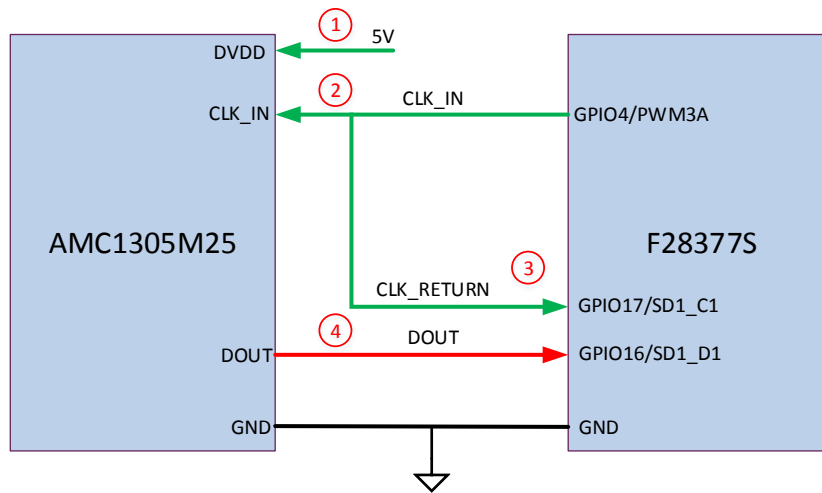 1
5V
DVDD
2
CLK_IN
CLK_IN
GPIO4/PWM3A
AMC1305M25
F28377S
3
CLK_RETURN
GPIO17/SD1_C1
4
DOUT
DOUT
GPIO16/SD1_D1
GND
GND